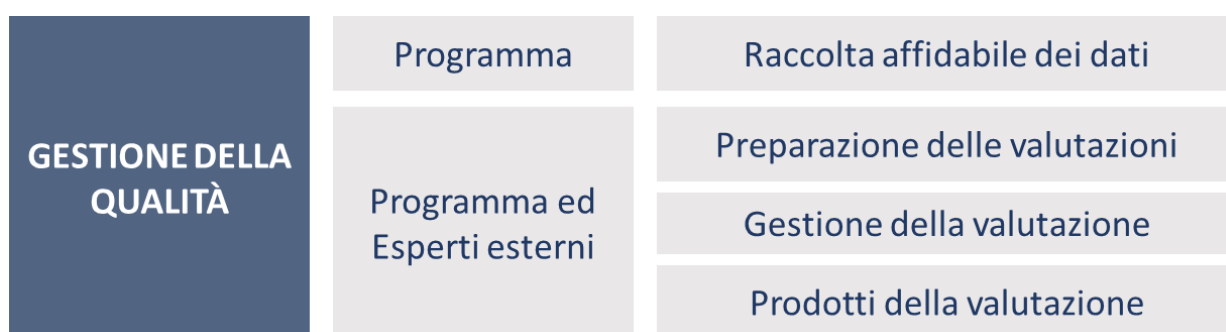 GESTIONE DELLA
QUALITÀ
Programma
Raccolta affidabile dei dati
Programma ed
Esperti esterni
Preparazione delle valutazioni
Gestione della valutazione
Prodotti della valutazione